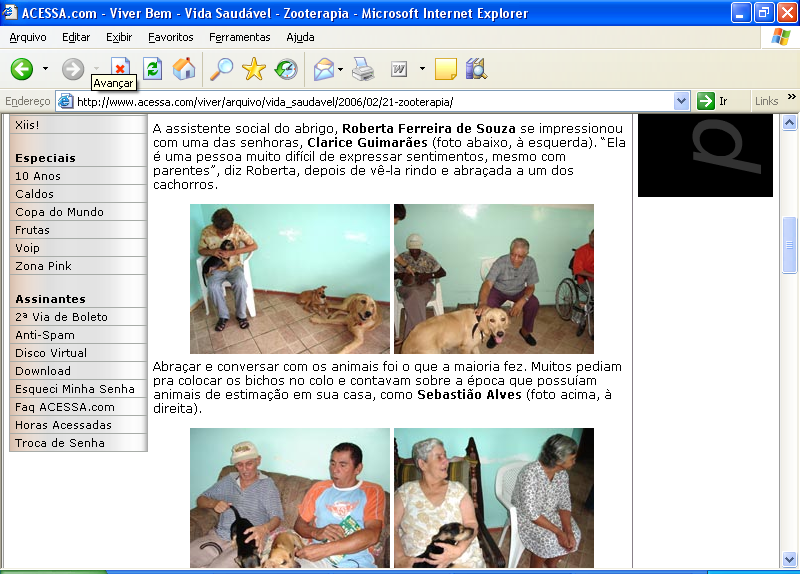 ACESSA.com - Viver Bem - Vida Saudável - Zooterapia - Microsoft Internet Explorer
Arquivo Editar Exibir Favoritos Ferramentas Ajuda
Avançar
Endereço http://www.acessa.com/viver/arquivo/vida_saudavel/2006/02/21-zooterapia/ Ir Links »
Xiis!
Especiais
10 Anos
Caldos
Copa do Mundo
Frutas
Voip
Zona Pink
Assinantes
2ª Via de Boleto
Anti-Spam
Disco Virtual
Download
Esqueci Minha Senha
Faq ACESSA.com
Horas Acessadas
Troca de Senha
A assistente social do abrigo, Roberta Ferreira de Souza se impressionou
com uma das senhoras, Clarice Guimarães (foto abaixo, à esquerda). “Ela
é uma pessoa muito difícil de expressar sentimentos, mesmo com
parentes”, diz Roberta, depois de vê-la rindo e abraçada a um dos
cachorros.
Abraçar e conversar com os animais foi o que a maioria fez. Muitos pediam
pra colocar os bichos no colo e contavam sobre a época que possuíam
animais de estimação em sua casa, como Sebastião Alves (foto acima, à
direita).